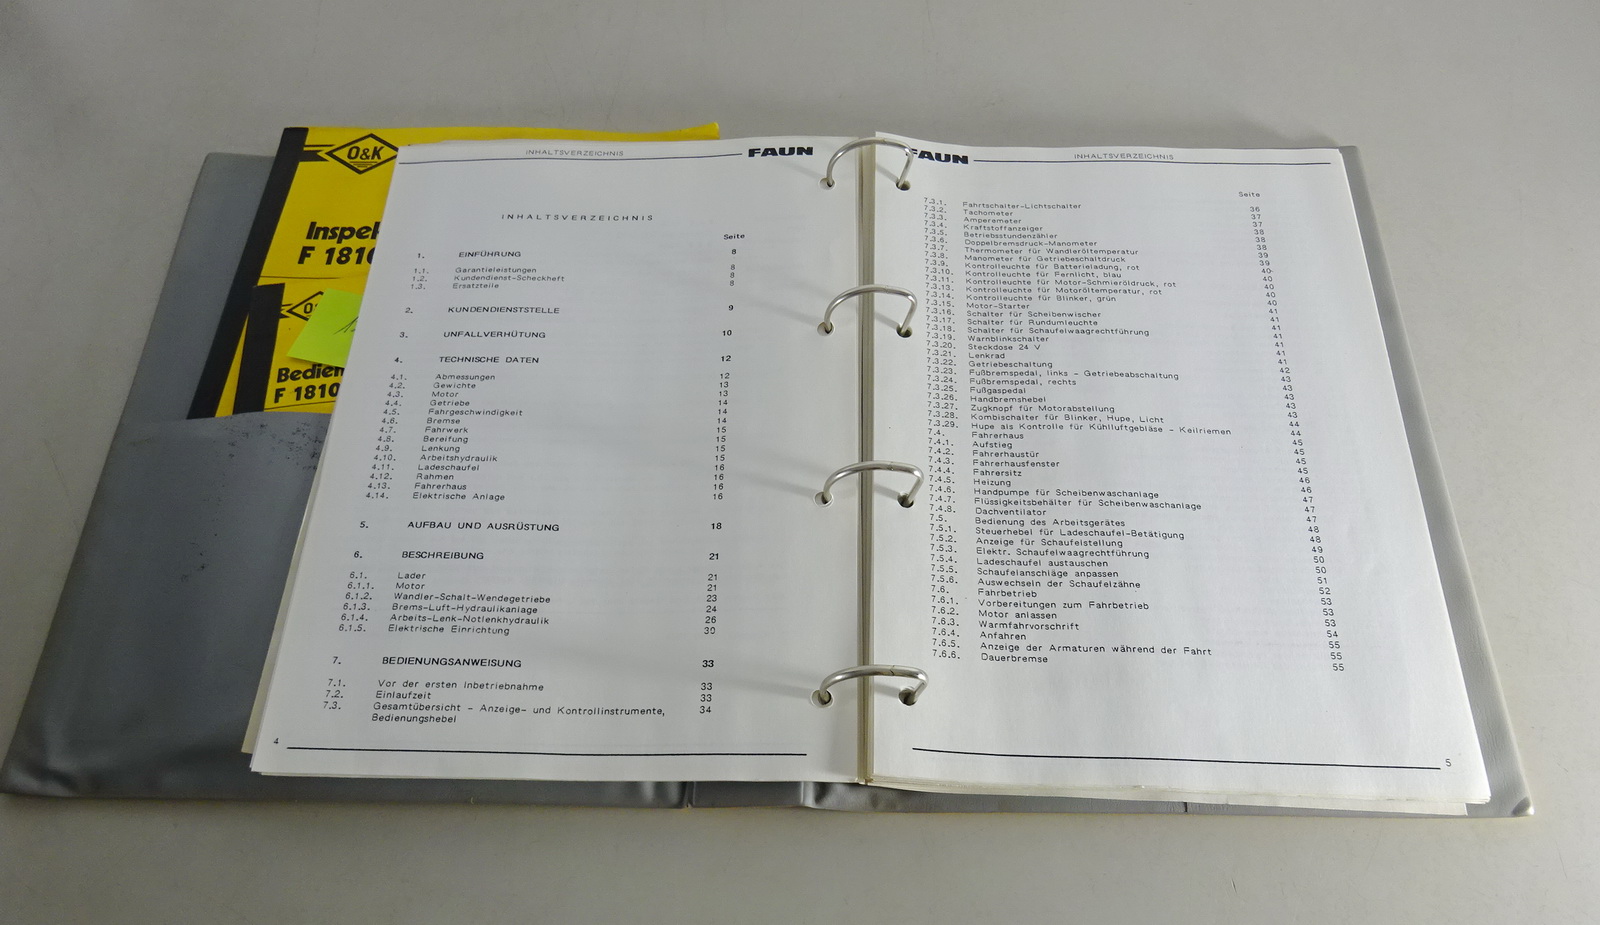 O&K
Inspek
F 1810
Bedien
F 1810
INHALTSVERZEICHNIS FAUN
INHALTSVERZEICHNIS
Seite
1. EINFÜHRUNG 8
1.1. Garantieleistungen 8
1.2. Kundendienst-Scheckheft 8
1.3. Ersatzteile 8
2. KUNDENDIENSTSTELLE 9
3. UNFALLVERHÜTUNG 10
4. TECHNISCHE DATEN 12
4.1. Abmessungen 12
4.2. Gewichte 13
4.3. Motor 13
4.4. Getriebe 14
4.5. Fahrgeschwindigkeit 14
4.6. Bremse 14
4.7. Fahrwerk 15
4.8. Bereifung 15
4.9. Lenkung 15
4.10. Arbeitshydraulik 15
4.11. Ladeschaufel 16
4.12. Rahmen 16
4.13. Fahrerhaus 16
4.14. Elektrische Anlage 16
5. AUFBAU UND AUSRÜSTUNG 18
6. BESCHREIBUNG 21
6.1. Lader 21
6.1.1. Motor 21
6.1.2. Wandler-Schalt-Wendegetriebe 23
6.1.3. Brems-Luft-Hydraulikanlage 24
6.1.4. Arbeits-Lenk-Notlenkhydraulik 26
6.1.5. Elektrische Einrichtung 30
7. BEDIENUNGSANWEISUNG 33
7.1. Vor der ersten Inbetriebnahme 33
7.2. Einlaufzeit 33
7.3. Gesamtübersicht - Anzeige- und Kontrollinstrumente, 34
Bedienungshebel
4
FAUN INHALTSVERZEICHNIS
Seite
7.3.1. Fahrtschalter-Lichtschalter 36
7.3.2. Tachometer 37
7.3.3. Amperemeter 37
7.3.4. Kraftstoffanzeiger 38
7.3.5. Betriebsstundenzähler 38
7.3.6. Doppelbremsdruck-Manometer 38
7.3.7. Thermometer für Wandleröltemperatur 39
7.3.8. Manometer für Getriebeschaltdruck 39
7.3.9. Kontrolleuchte für Batterieladung, rot 40
7.3.10. Kontrolleuchte für Fernlicht, blau 40
7.3.11. Kontrolleuchte für Motor-Schmieröldruck, rot 40
7.3.13. Kontrolleuchte für Motoröltemperatur, rot 40
7.3.14. Kontrolleuchte für Blinker, grün 40
7.3.15. Motor-Starter 41
7.3.16. Schalter für Scheibenwischer 41
7.3.17. Schalter für Rundumleuchte 41
7.3.18. Schalter für Schaufelwaagrechtführung 41
7.3.19. Warnblinkschalter 41
7.3.20. Steckdose 24 V 41
7.3.21. Lenkrad 41
7.3.22. Getriebeschaltung 42
7.3.23. Fußbremspedal, links - Getriebeabschaltung 43
7.3.24. Fußbremspedal, rechts 43
7.3.25. Fußgaspedal 43
7.3.26. Handbremshebel 43
7.3.27. Zugknopf für Motorabstellung 43
7.3.28. Kombischalter für Blinker, Hupe, Licht 44
7.3.29. Hupe als Kontrolle für Kühlluftgebläse - Keilriemen 44
7.4. Fahrerhaus 45
7.4.1. Aufstieg 45
7.4.2. Fahrerhaustür 45
7.4.3. Fahrerhausfenster 45
7.4.4. Fahrersitz 46
7.4.5. Heizung 46
7.4.6. Handpumpe für Scheibenwaschanlage 47
7.4.7. Flüssigkeitsbehälter für Scheibenwaschanlage 47
7.4.8. Dachventilator 47
7.5. Bedienung des Arbeitsgerätes 48
7.5.1. Steuerhebel für Ladeschaufel-Betätigung 48
7.5.2. Anzeige für Schaufelstellung 49
7.5.3. Elektr. Schaufelwaagrechtführung 50
7.5.4. Ladeschaufel austauschen 50
7.5.5. Schaufelanschläge anpassen 51
7.5.6. Auswechseln der Schaufelzähne 52
7.6. Fahrbetrieb 53
7.6.1. Vorbereitungen zum Fahrbetrieb 53
7.6.2. Motor anlassen 53
7.6.3. Warmfahrvorschrift 54
7.6.4. Anfahren 55
7.6.5. Anzeige der Armaturen während der Fahrt 55
7.6.6. Dauerbremse 55
5